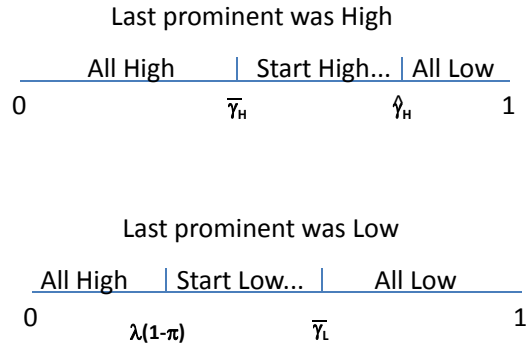 Last prominent was High
All High Start High... All Low
0 γ̅H γ̂H 1
Last prominent was Low
All High Start Low... All Low
0 λ(1-π) γ̅L 1